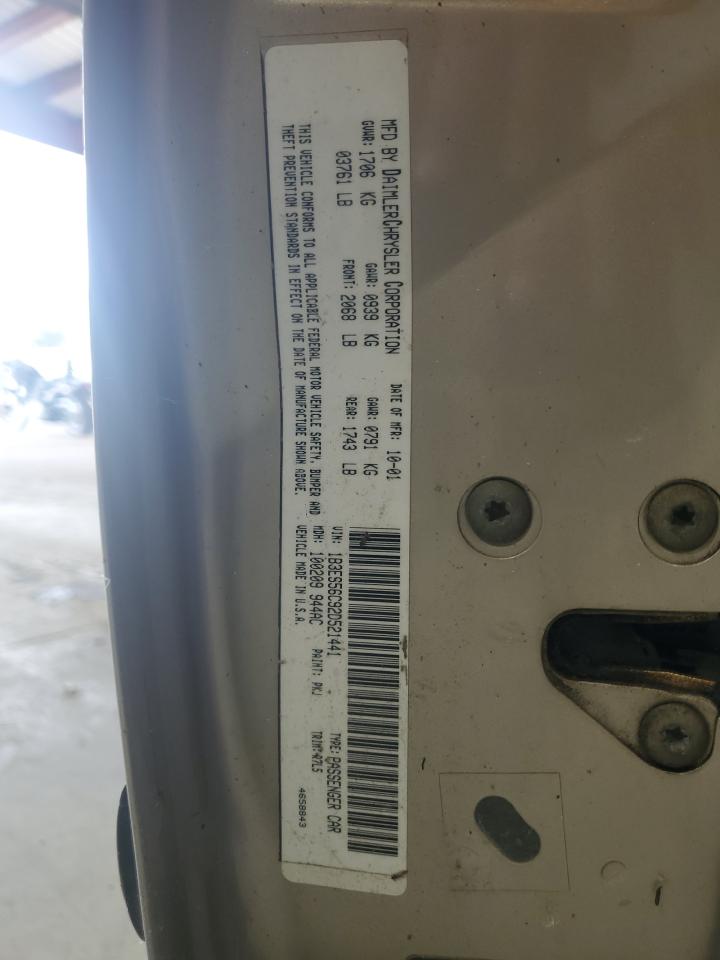 MFD BY DAIMLERCHRYSLER CORPORATION DATE OF MFR: 10-01
GVWR: 1706 KG GAWR: 0939 KG GAWR: 0791 KG
03761 LB FRONT: 2068 LB REAR: 1743 LB
THIS VEHICLE CONFORMS TO ALL APPLICABLE FEDERAL MOTOR VEHICLE SAFETY, BUMPER AND
THEFT PREVENTION STANDARDS IN EFFECT ON THE DATE OF MANUFACTURE SHOWN ABOVE.
VIN: 1B3ES56C92D521441 TYPE: PASSENGER CAR
MDH: 100209 944AC PAINT: PKJ TRIM: *R7L5
VEHICLE MADE IN U.S.A. 4658843